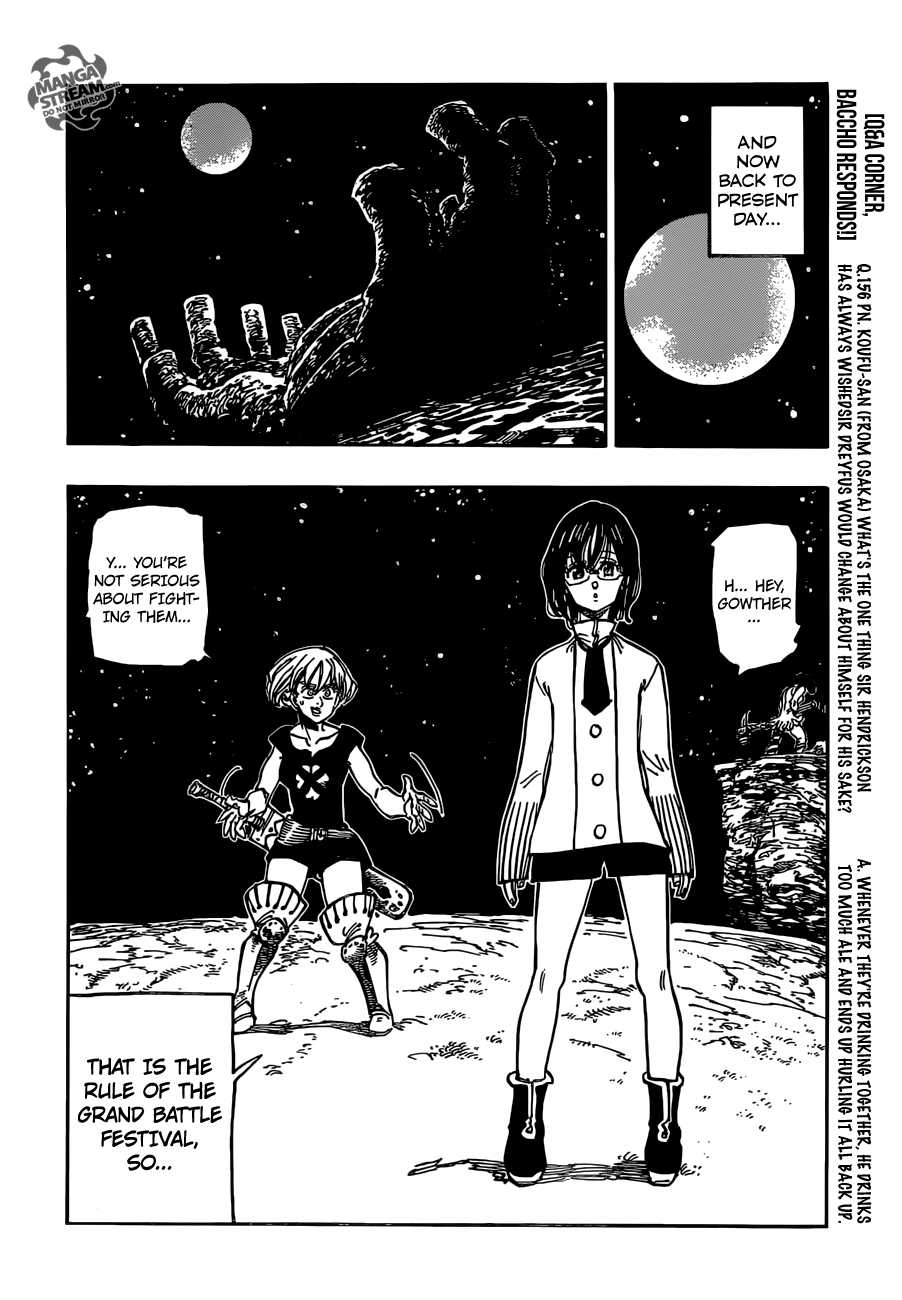 MANGA
STREAM.com
DO NOT MIRROR
AND
NOW
BACK TO
PRESENT
DAY...
H... HEY,
GOWTHER
...
Y... YOU'RE
NOT SERIOUS
ABOUT FIGHT-
ING THEM...
THAT IS THE
RULE OF THE
GRAND BATTLE
FESTIVAL,
SO...
[Q&A CORNER,
BACCHO RESPONDS!]
Q.156 PN. KOUFU-SAN (FROM OSAKA) WHAT'S THE ONE THING SIR HENDRICKSON
HAS ALWAYS WISHEDSIR DREYFUS WOULD CHANGE ABOUT HIMSELF FOR HIS SAKE?
A. WHENEVER THEY'RE DRINKING TOGETHER, HE DRINKS
TOO MUCH ALE AND ENDS UP HURLING IT ALL BACK UP.